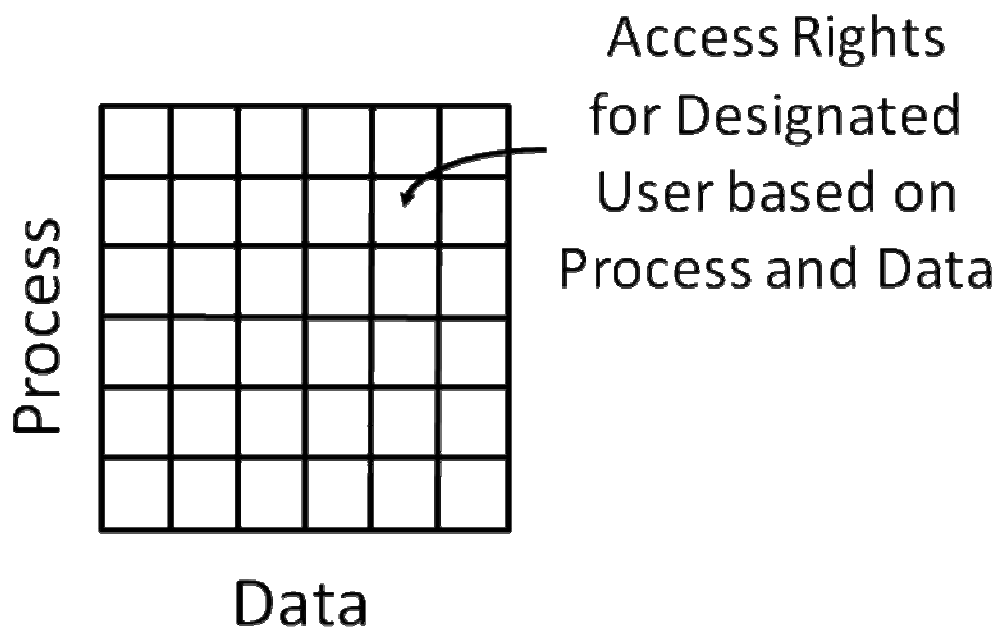 Access Rights
for Designated
User based on
Process and Data
Process
Data